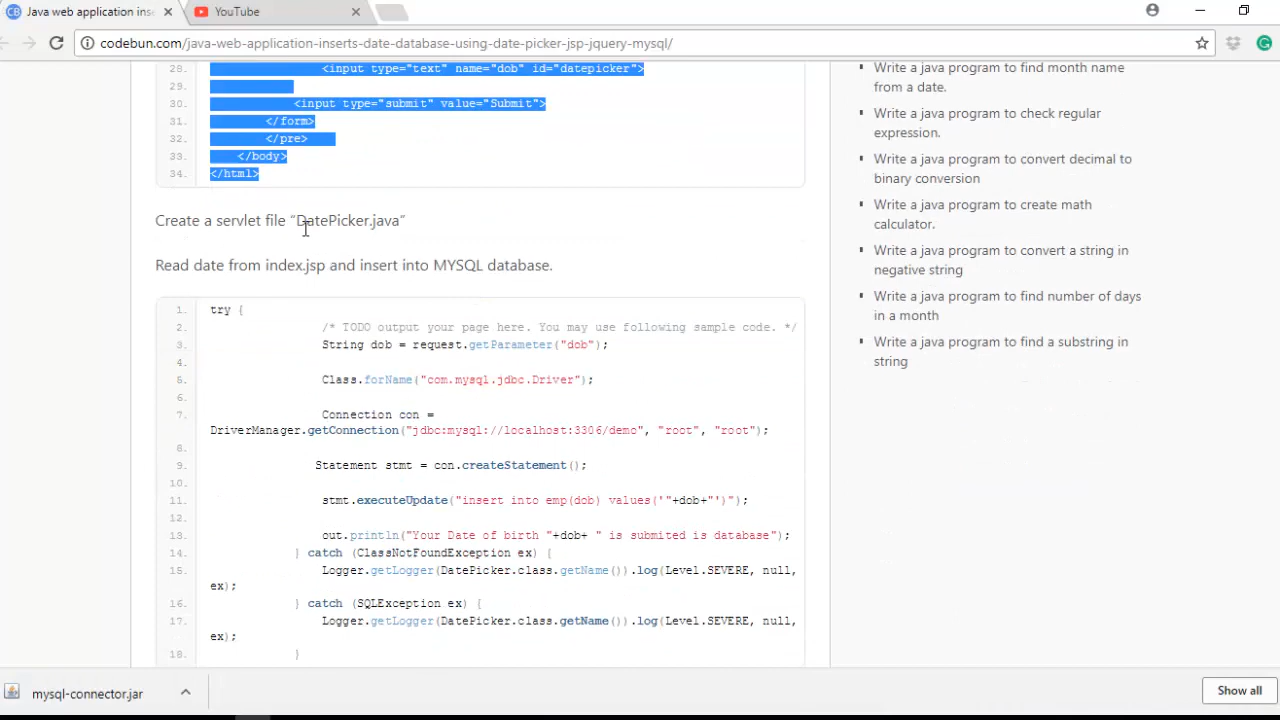 Java web application inse
YouTube
codebun.com/java-web-application-inserts-date-database-using-date-picker-jsp-jquery-mysql/
28. <input type="text" name="dob" id="datepicker">
29.
30. <input type="submit" value="Submit">
31. </form>
32. </pre>
33. </body>
34. </html>
Create a servlet file “DatePicker.java”
Read date from index.jsp and insert into MYSQL database.
1. try {
2. /* TODO output your page here. You may use following sample code. */
3. String dob = request.getParameter("dob");
4.
5. Class.forName("com.mysql.jdbc.Driver");
6.
7. Connection con =
DriverManager.getConnection("jdbc:mysql://localhost:3306/demo", "root", "root");
8.
9. Statement stmt = con.createStatement();
10.
11. stmt.executeUpdate("insert into emp(dob) values('"+dob+"')");
12.
13. out.println("Your Date of birth "+dob+ " is submited is database");
14. } catch (ClassNotFoundException ex) {
15. Logger.getLogger(DatePicker.class.getName()).log(Level.SEVERE, null,
ex);
16. } catch (SQLException ex) {
17. Logger.getLogger(DatePicker.class.getName()).log(Level.SEVERE, null,
ex);
18. }
Write a java program to find month name
from a date.
Write a java program to check regular
expression.
Write a java program to convert decimal to
binary conversion
Write a java program to create math
calculator.
Write a java program to convert a string in
negative string
Write a java program to find number of days
in a month
Write a java program to find a substring in
string
mysql-connector.jar
Show all